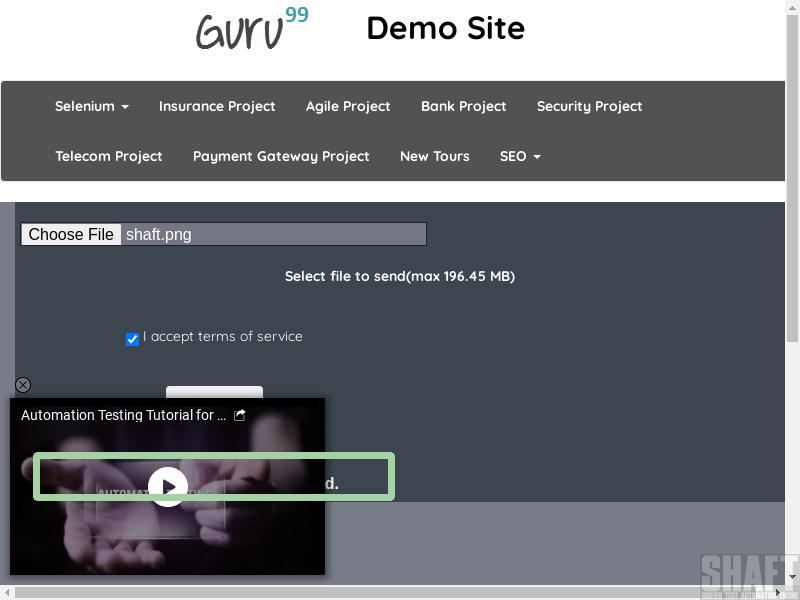 Guru99 Demo Site
Selenium Insurance Project Agile Project Bank Project Security Project
Telecom Project Payment Gateway Project New Tours SEO
Choose File shaft.png
Select file to send(max 196.45 MB)
I accept terms of service
Automation Testing Tutorial for ...
d.
SHAFT